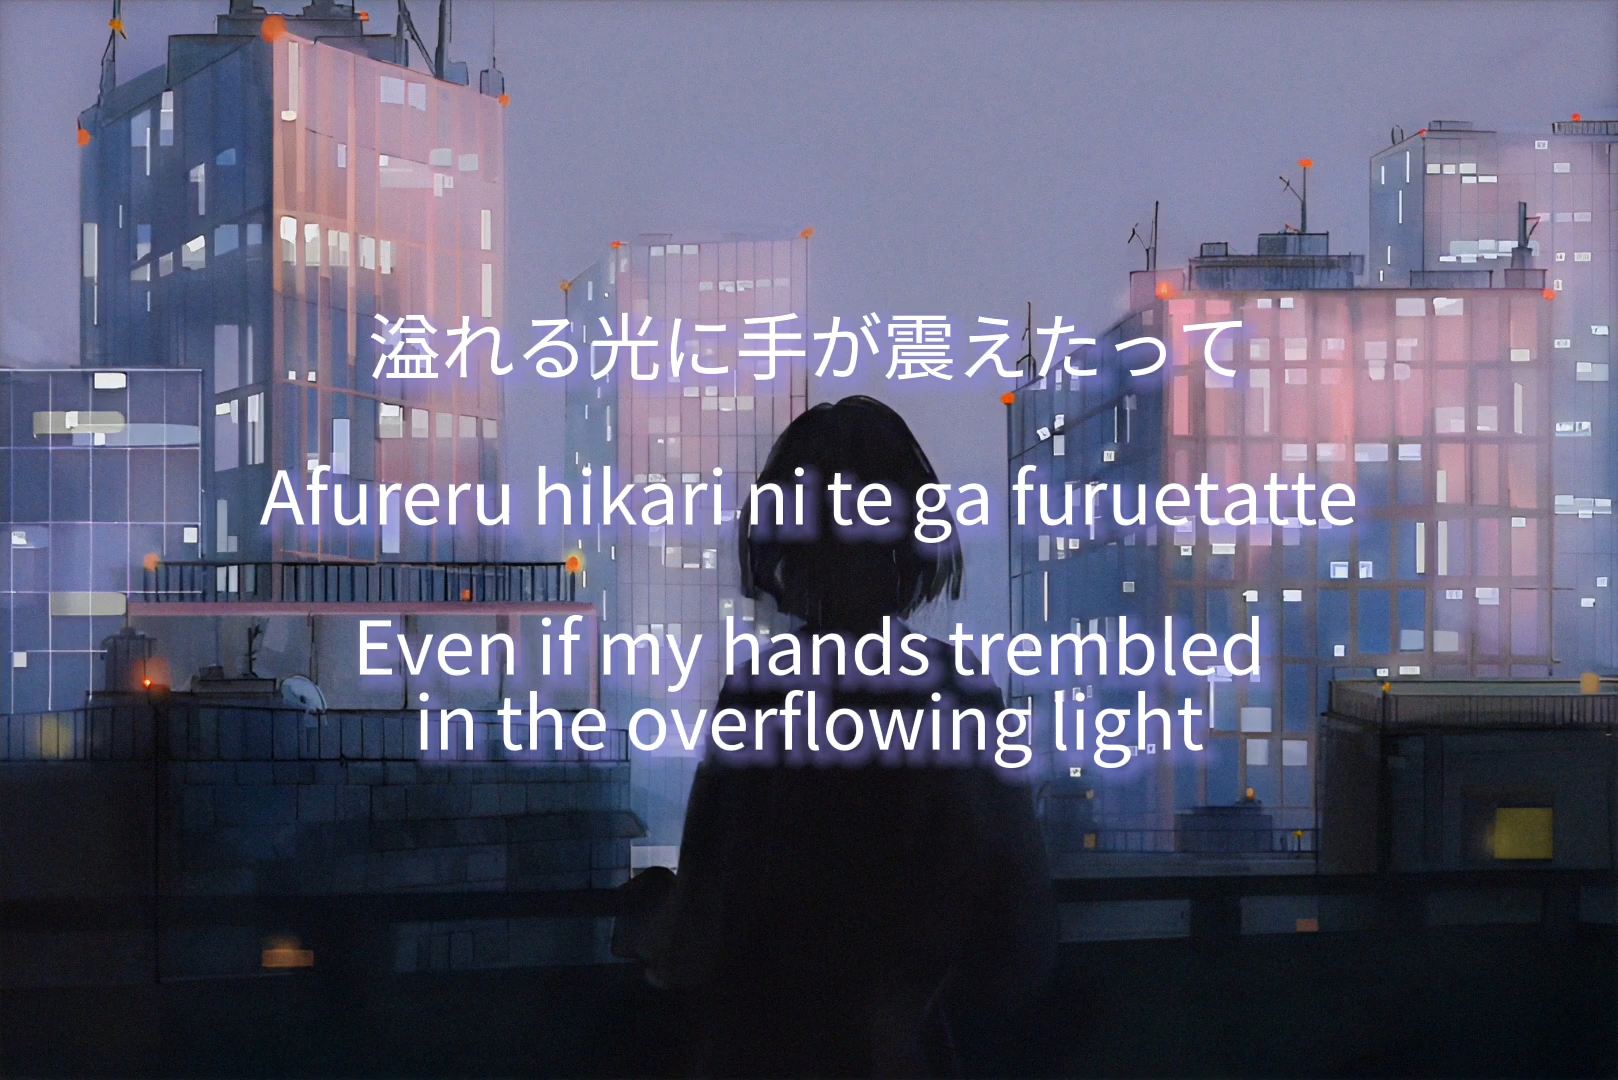 溢れる光に手が震えたって
Afureru hikari ni te ga furuetatte
Even if my hands trembled
in the overflowing light